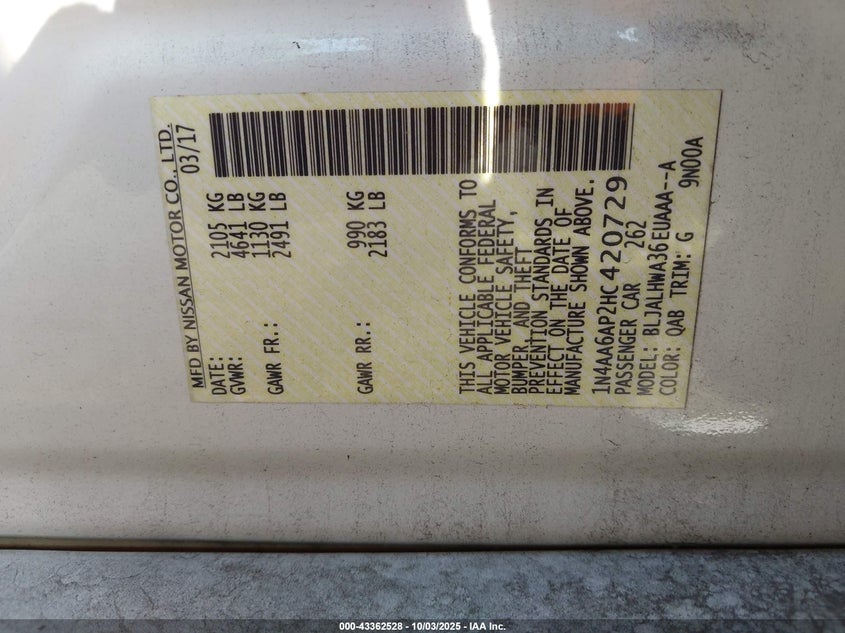 MFD BY NISSAN MOTOR CO., LTD.
DATE: 03/17
GVWR: 2105 KG
4641 LB
GAWR FR.: 1130 KG
2491 LB
GAWR RR.: 990 KG
2183 LB
THIS VEHICLE CONFORMS TO
ALL APPLICABLE FEDERAL
MOTOR VEHICLE SAFETY,
BUMPER, AND THEFT
PREVENTION STANDARDS IN
EFFECT ON THE DATE OF
MANUFACTURE SHOWN ABOVE.
1N4AA6AP2HC420729
PASSENGER CAR 262
MODEL: BLJALHWA36EUAAA--A
COLOR: QAB TRIM: G 9N00A
000-43362528 - 10/03/2025 - IAA Inc.